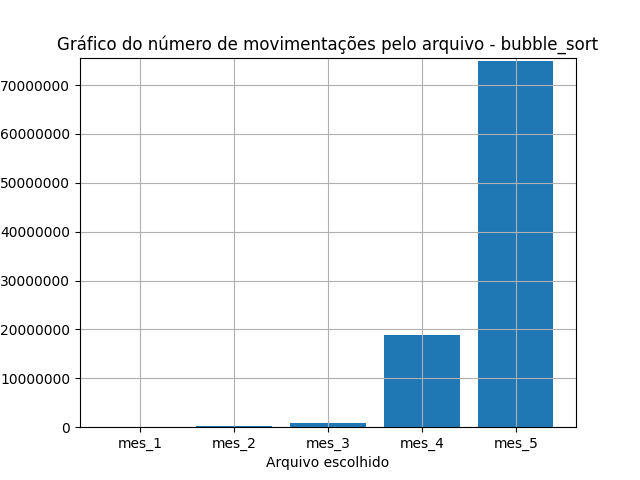 Gráfico do número de movimentações pelo arquivo - bubble_sort
70000000
60000000
50000000
40000000
30000000
20000000
10000000
0
mes_1 mes_2 mes_3 mes_4 mes_5
Arquivo escolhido